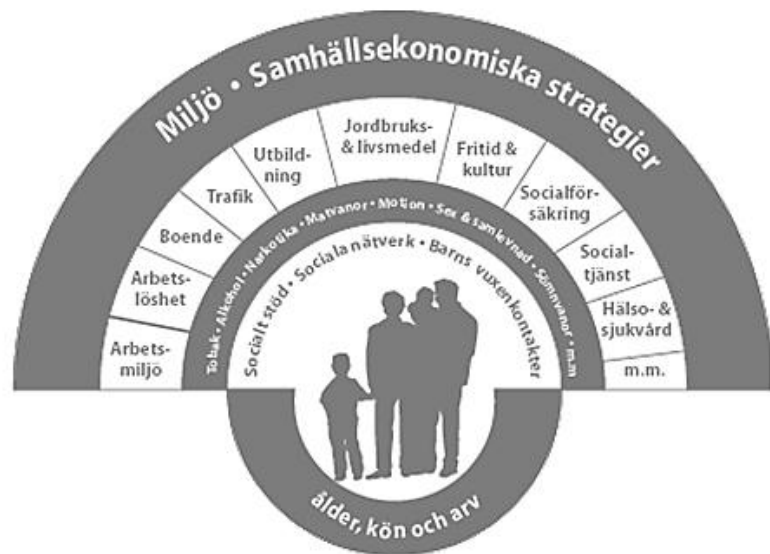 Miljö • Samhällsekonomiska strategier
Arbets-
miljö
Arbets-
löshet
Boende
Trafik
Utbild-
ning
Jordbruks-
& livsmedel
Fritid &
kultur
Socialför-
säkring
Social-
tjänst
Hälso- &
sjukvård
m.m.
Tobak • Alkohol • Narkotika • Matvanor • Motion • Sex & samlevnad • Sömnvanor • m.m
Socialt stöd • Sociala nätverk • Barns vuxenkontakter
ålder, kön och arv